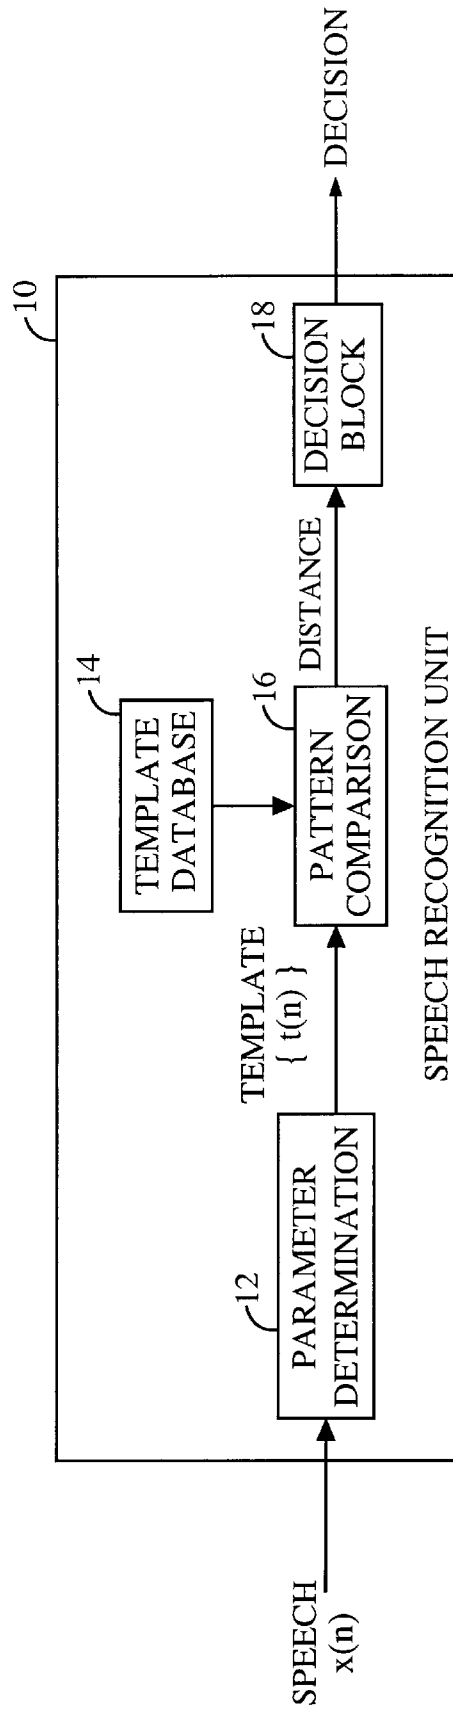 SPEECH
x(n)
12
PARAMETER
DETERMINATION
TEMPLATE
{ t(n) }
14
TEMPLATE
DATABASE
16
PATTERN
COMPARISON
DISTANCE
18
DECISION
BLOCK
10
DECISION
SPEECH RECOGNITION UNIT